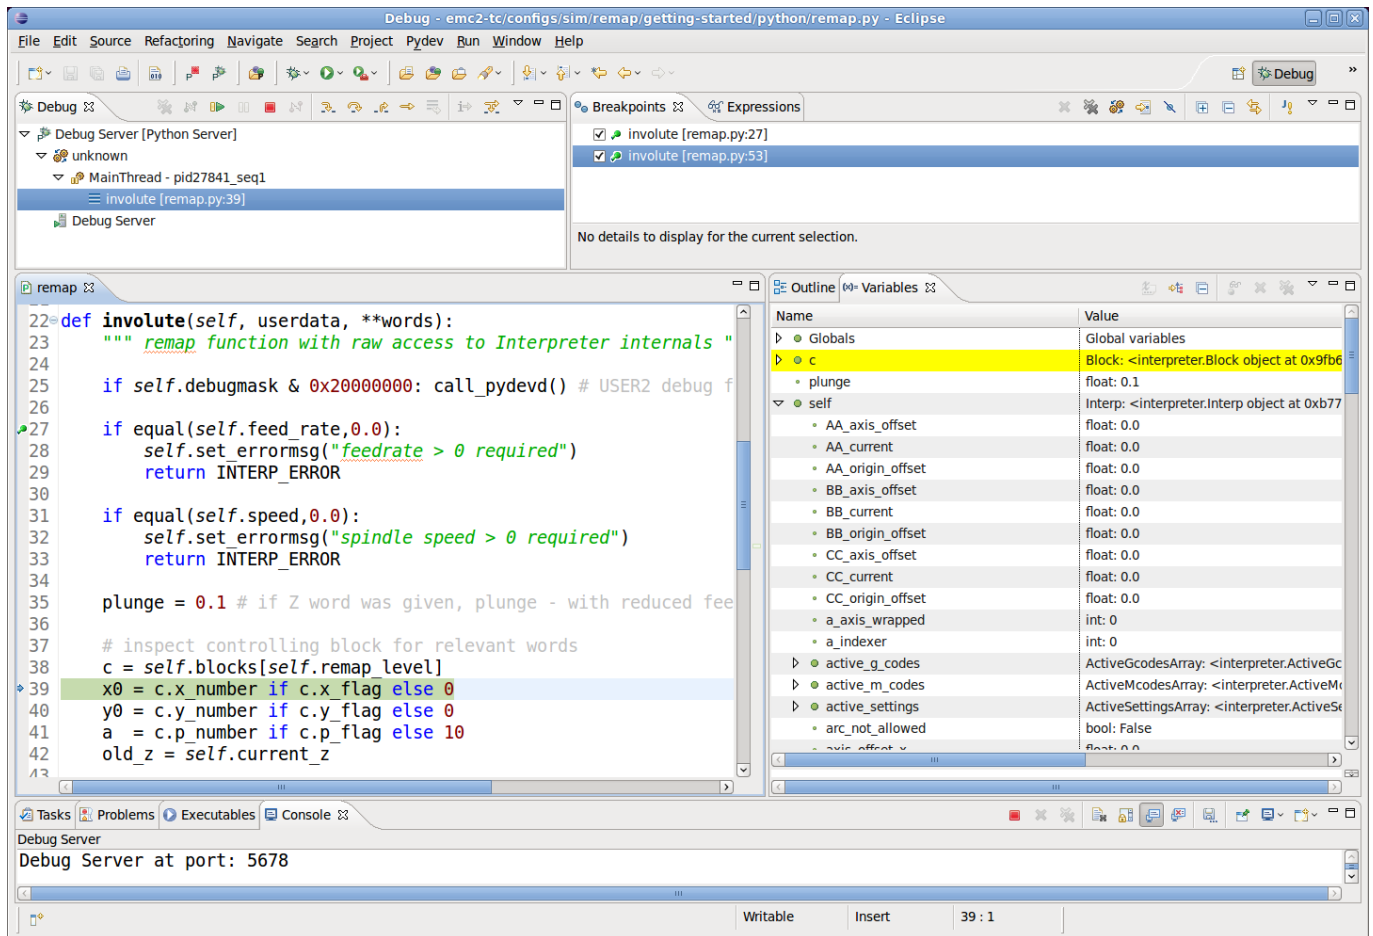 Debug - emc2-tc/configs/sim/remap/getting-started/python/remap.py - Eclipse
File Edit Source Refactoring Navigate Search Project Pydev Run Window Help
Debug »
Debug
Debug Server [Python Server]
unknown
MainThread - pid27841_seq1
involute [remap.py:39]
Debug Server
Breakpoints Expressions
involute [remap.py:27]
involute [remap.py:53]
No details to display for the current selection.
remap
22 def involute(self, userdata, **words):
23 """ remap function with raw access to Interpreter internals "
24
25 if self.debugmask & 0x20000000: call_pydevd() # USER2 debug f
26
27 if equal(self.feed_rate,0.0):
28 self.set_errormsg("feedrate > 0 required")
29 return INTERP_ERROR
30
31 if equal(self.speed,0.0):
32 self.set_errormsg("spindle speed > 0 required")
33 return INTERP_ERROR
34
35 plunge = 0.1 # if Z word was given, plunge - with reduced fee
36
37 # inspect controlling block for relevant words
38 c = self.blocks[self.remap_level]
39 x0 = c.x_number if c.x_flag else 0
40 y0 = c.y_number if c.y_flag else 0
41 a  = c.p_number if c.p_flag else 10
42 old_z = self.current_z
43
Outline Variables
Name Value
Globals Global variables
c Block: <interpreter.Block object at 0x9fb6
plunge float: 0.1
self Interp: <interpreter.Interp object at 0xb77
AA_axis_offset float: 0.0
AA_current float: 0.0
AA_origin_offset float: 0.0
BB_axis_offset float: 0.0
BB_current float: 0.0
BB_origin_offset float: 0.0
CC_axis_offset float: 0.0
CC_current float: 0.0
CC_origin_offset float: 0.0
a_axis_wrapped int: 0
a_indexer int: 0
active_g_codes ActiveGcodesArray: <interpreter.ActiveGc
active_m_codes ActiveMcodesArray: <interpreter.ActiveMc
active_settings ActiveSettingsArray: <interpreter.ActiveSe
arc_not_allowed bool: False
axis_offset_x float: 0.0
Tasks Problems Executables Console
Debug Server
Debug Server at port: 5678
Writable Insert 39 : 1